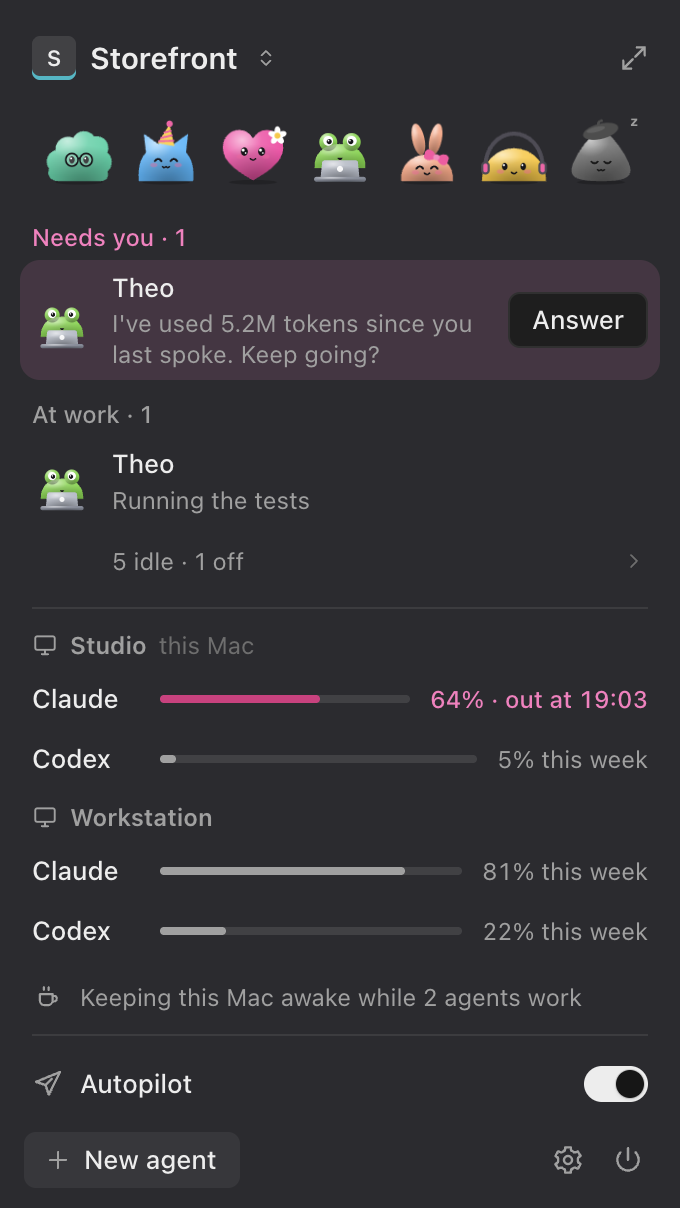 S Storefront
z
Needs you · 1
Theo
I've used 5.2M tokens since you
last spoke. Keep going?
Answer
At work · 1
Theo
Running the tests
5 idle · 1 off
Studio this Mac
Claude 64% · out at 19:03
Codex 5% this week
Workstation
Claude 81% this week
Codex 22% this week
Keeping this Mac awake while 2 agents work
Autopilot
New agent